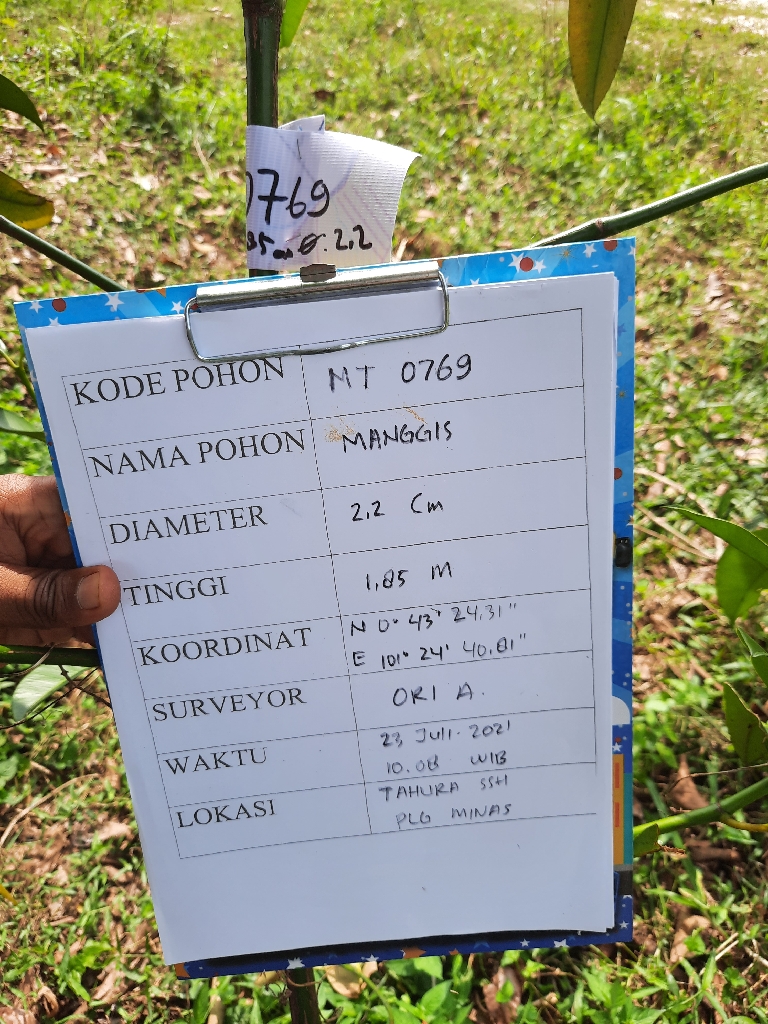 0769
85 cm Ø. 2.2
KODE POHON MT 0769
NAMA POHON MANGGIS
DIAMETER 2.2 Cm
TINGGI 1,85 M
KOORDINAT N 0° 43' 24.31"
E 101° 24' 40.81"
SURVEYOR ORI A.
WAKTU 23 JULI. 2021
10.08 WIB
LOKASI TAHURA SSH
PLG MINAS